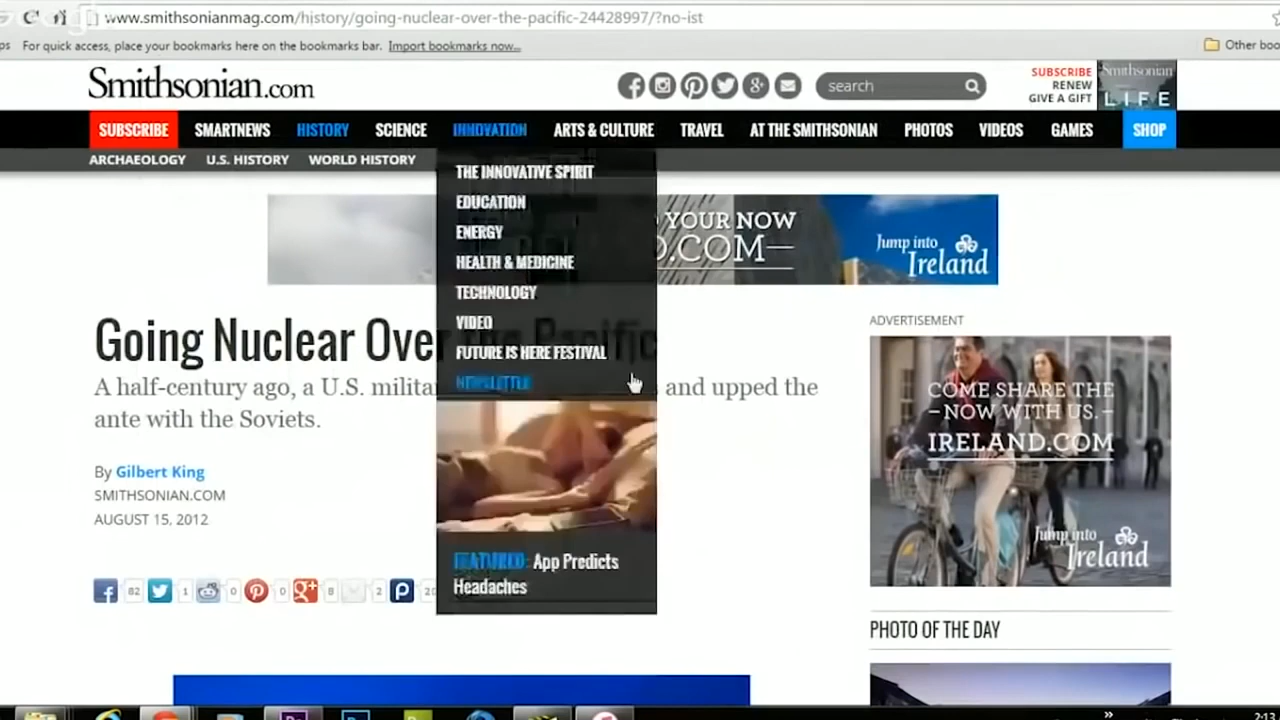 www.smithsonianmag.com/history/going-nuclear-over-the-pacific-24428997/?no-ist
For quick access, place your bookmarks here on the bookmarks bar. Import bookmarks now...
Other boo
Smithsonian.com
search
SUBSCRIBE
RENEW
GIVE A GIFT
Smithsonian
LIFE
SUBSCRIBE SMARTNEWS HISTORY SCIENCE INNOVATION ARTS & CULTURE TRAVEL AT THE SMITHSONIAN PHOTOS VIDEOS GAMES SHOP
ARCHAEOLOGY U.S. HISTORY WORLD HISTORY
THE INNOVATIVE SPIRIT
EDUCATION
ENERGY
HEALTH & MEDICINE
TECHNOLOGY
VIDEO
FUTURE IS HERE FESTIVAL
NEWSLETTER
FEATURED: App Predicts
Headaches
YOUR NOW
D.COM
Jump into
Ireland
Going Nuclear Over the Pacific
A half-century ago, a U.S. milita and upped the
ante with the Soviets.
By Gilbert King
SMITHSONIAN.COM
AUGUST 15, 2012
82 1 0 0 8 2 20
ADVERTISEMENT
COME SHARE THE
NOW WITH US.
IRELAND.COM
Jump into
Ireland
PHOTO OF THE DAY
2:12